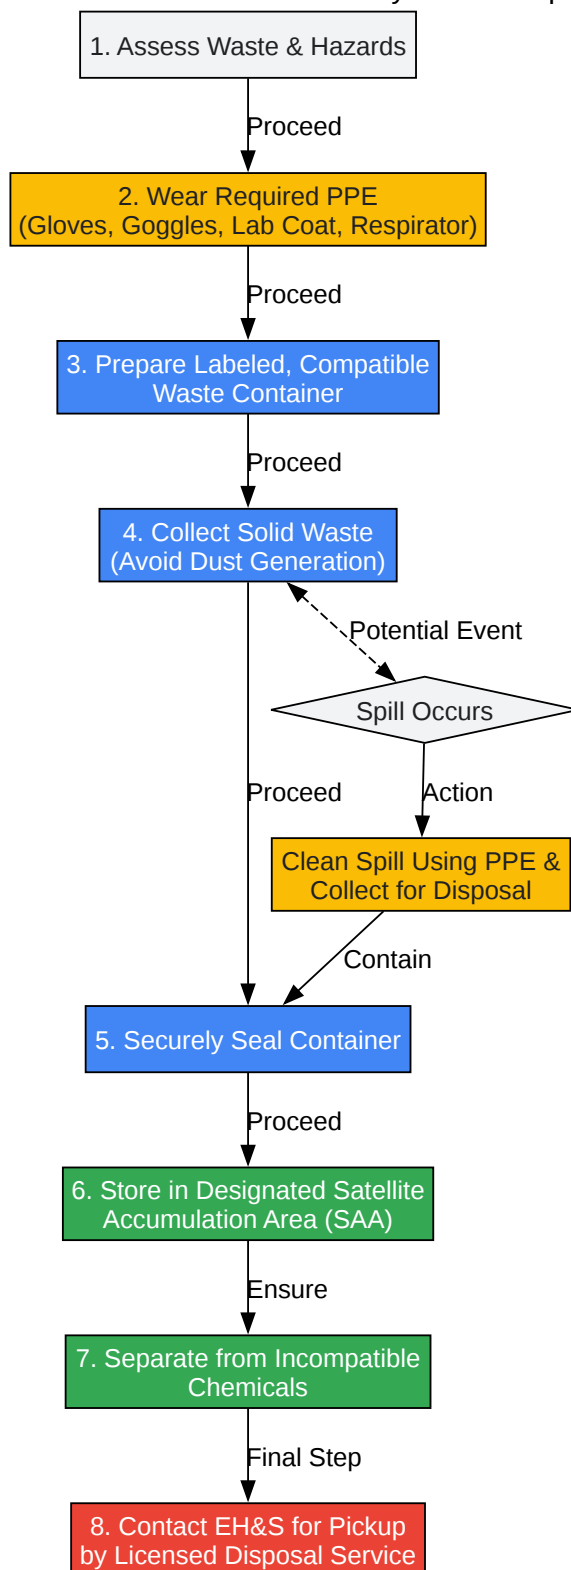 1. Assess Waste & Hazards
Proceed
2. Wear Required PPE
(Gloves, Goggles, Lab Coat, Respirator)
Proceed
3. Prepare Labeled, Compatible
Waste Container
Proceed
4. Collect Solid Waste
(Avoid Dust Generation)
Potential Event
Spill Occurs
Proceed
Action
Clean Spill Using PPE &
Collect for Disposal
Contain
5. Securely Seal Container
Proceed
6. Store in Designated Satellite
Accumulation Area (SAA)
Ensure
7. Separate from Incompatible
Chemicals
Final Step
8. Contact EH&S for Pickup
by Licensed Disposal Service